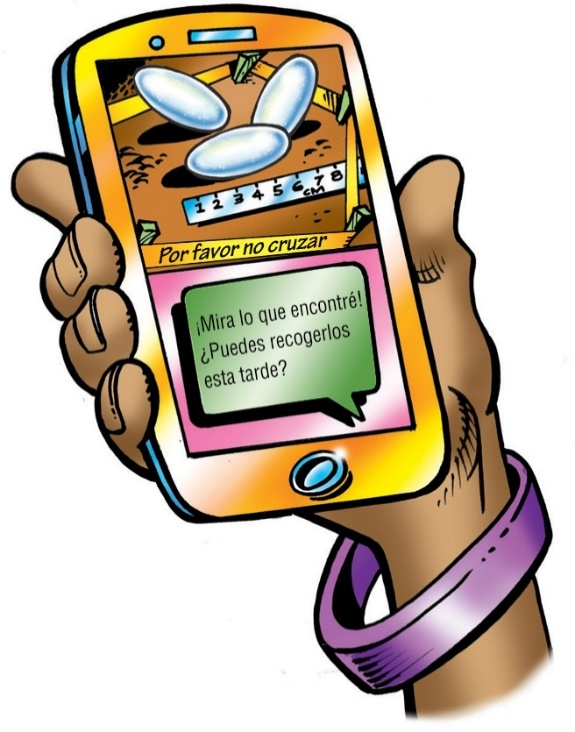 1 2 3 4 5 6 7 8
cm
Por favor no cruzar
¡Mira lo que encontré!
¿Puedes recogerlos
esta tarde?